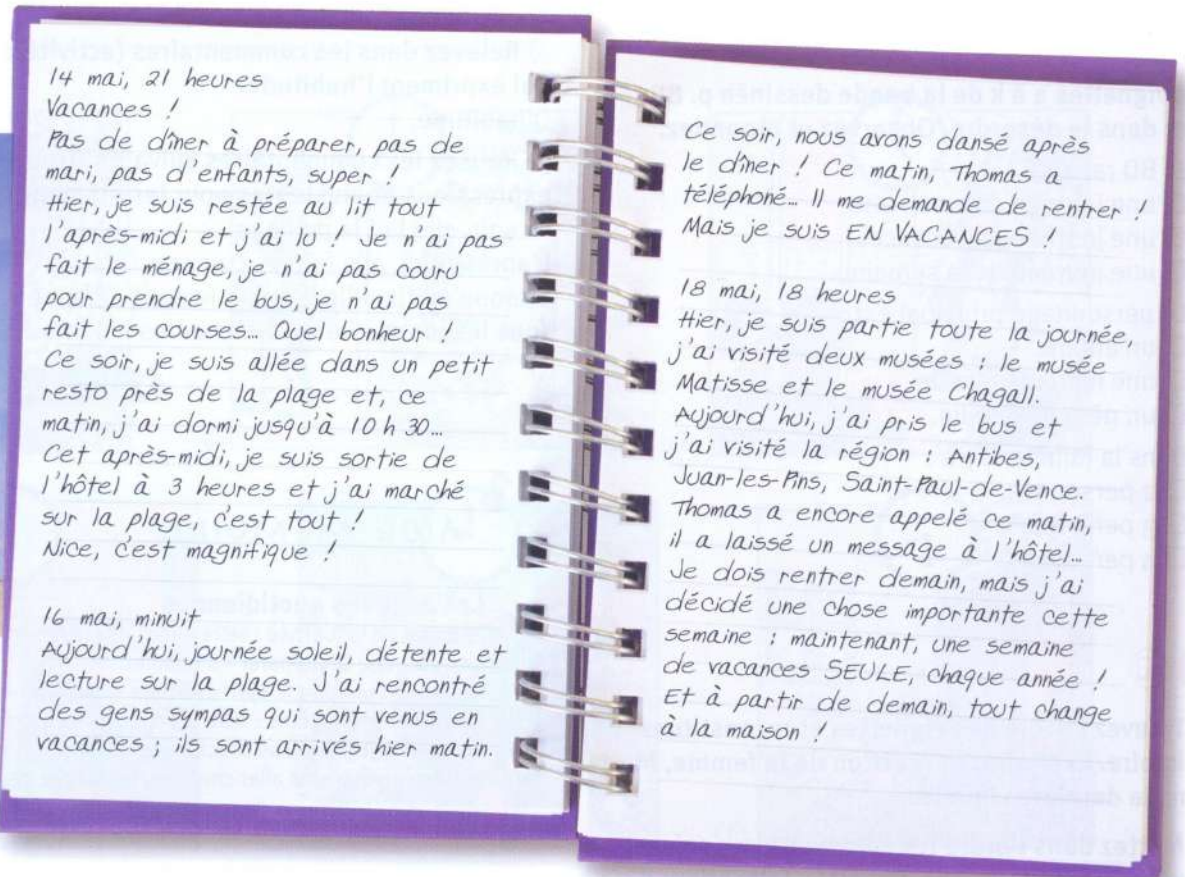 14 mai, 21 heures
Vacances !
Pas de dîner à préparer, pas de
mari, pas d'enfants, super !
Hier, je suis restée au lit tout
l'après-midi et j'ai lu ! Je n'ai pas
fait le ménage, je n'ai pas couru
pour prendre le bus, je n'ai pas
fait les courses... Quel bonheur !
Ce soir, je suis allée dans un petit
resto près de la plage et, ce
matin, j'ai dormi jusqu'à 10 h 30...
Cet après-midi, je suis sortie de
l'hôtel à 3 heures et j'ai marché
sur la plage, c'est tout !
Nice, c'est magnifique !
16 mai, minuit
Aujourd'hui, journée soleil, détente et
lecture sur la plage. J'ai rencontré
des gens sympas qui sont venus en
vacances ; ils sont arrivés hier matin.
Ce soir, nous avons dansé après
le dîner ! Ce matin, Thomas a
téléphoné... Il me demande de rentrer !
Mais je suis EN VACANCES !
18 mai, 18 heures
Hier, je suis partie toute la journée,
j'ai visité deux musées : le musée
Matisse et le musée Chagall.
Aujourd'hui, j'ai pris le bus et
j'ai visité la région : Antibes,
Juan-les-Pins, Saint-Paul-de-Vence.
Thomas a encore appelé ce matin,
il a laissé un message à l'hôtel...
Je dois rentrer demain, mais j'ai
décidé une chose importante cette
semaine : maintenant, une semaine
de vacances SEULE, chaque année !
Et à partir de demain, tout change
à la maison !